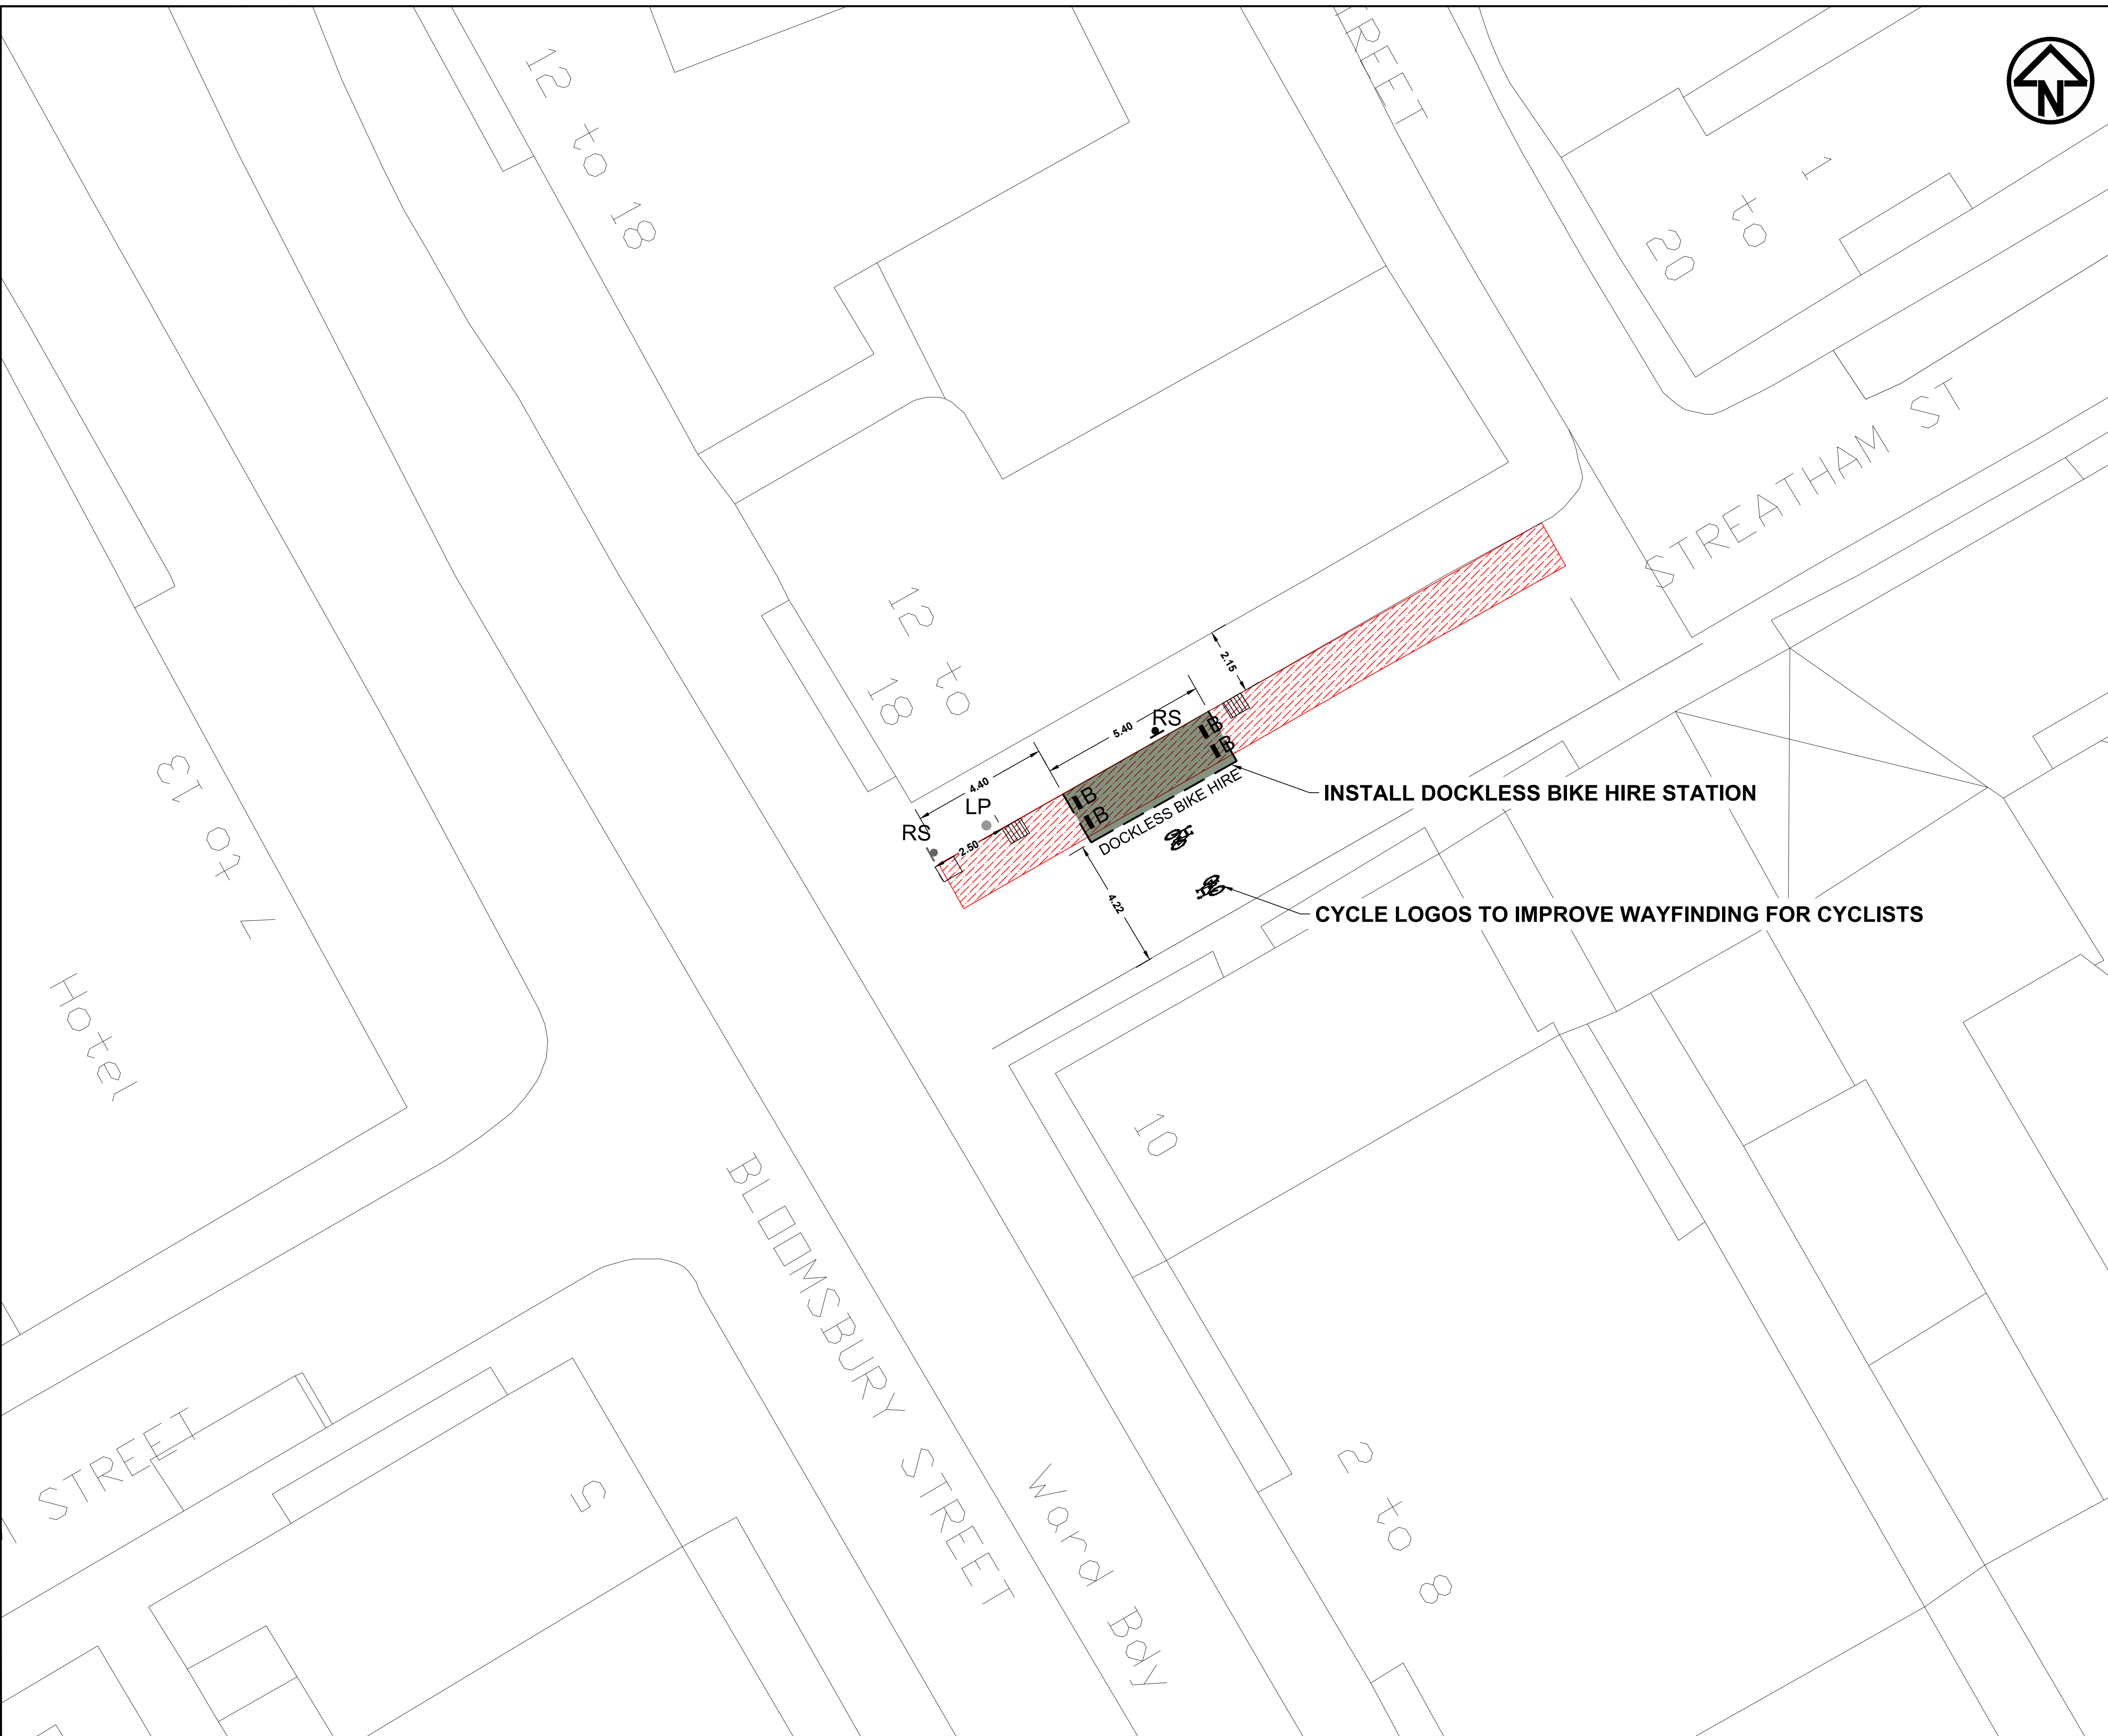 12 to 18
REET
N
1 to 20
STREATHAM ST
12 to
18
2.15
5.40
RS
4.40
LP
RS
2.50
B
B
B
B
DOCKLESS BIKE HIRE
INSTALL DOCKLESS BIKE HIRE STATION
4.22
CYCLE LOGOS TO IMPROVE WAYFINDING FOR CYCLISTS
7 to 13
Hotel
10
BLOOMSBURY STREET
STREET
5
Ward Bdy
2 to 8